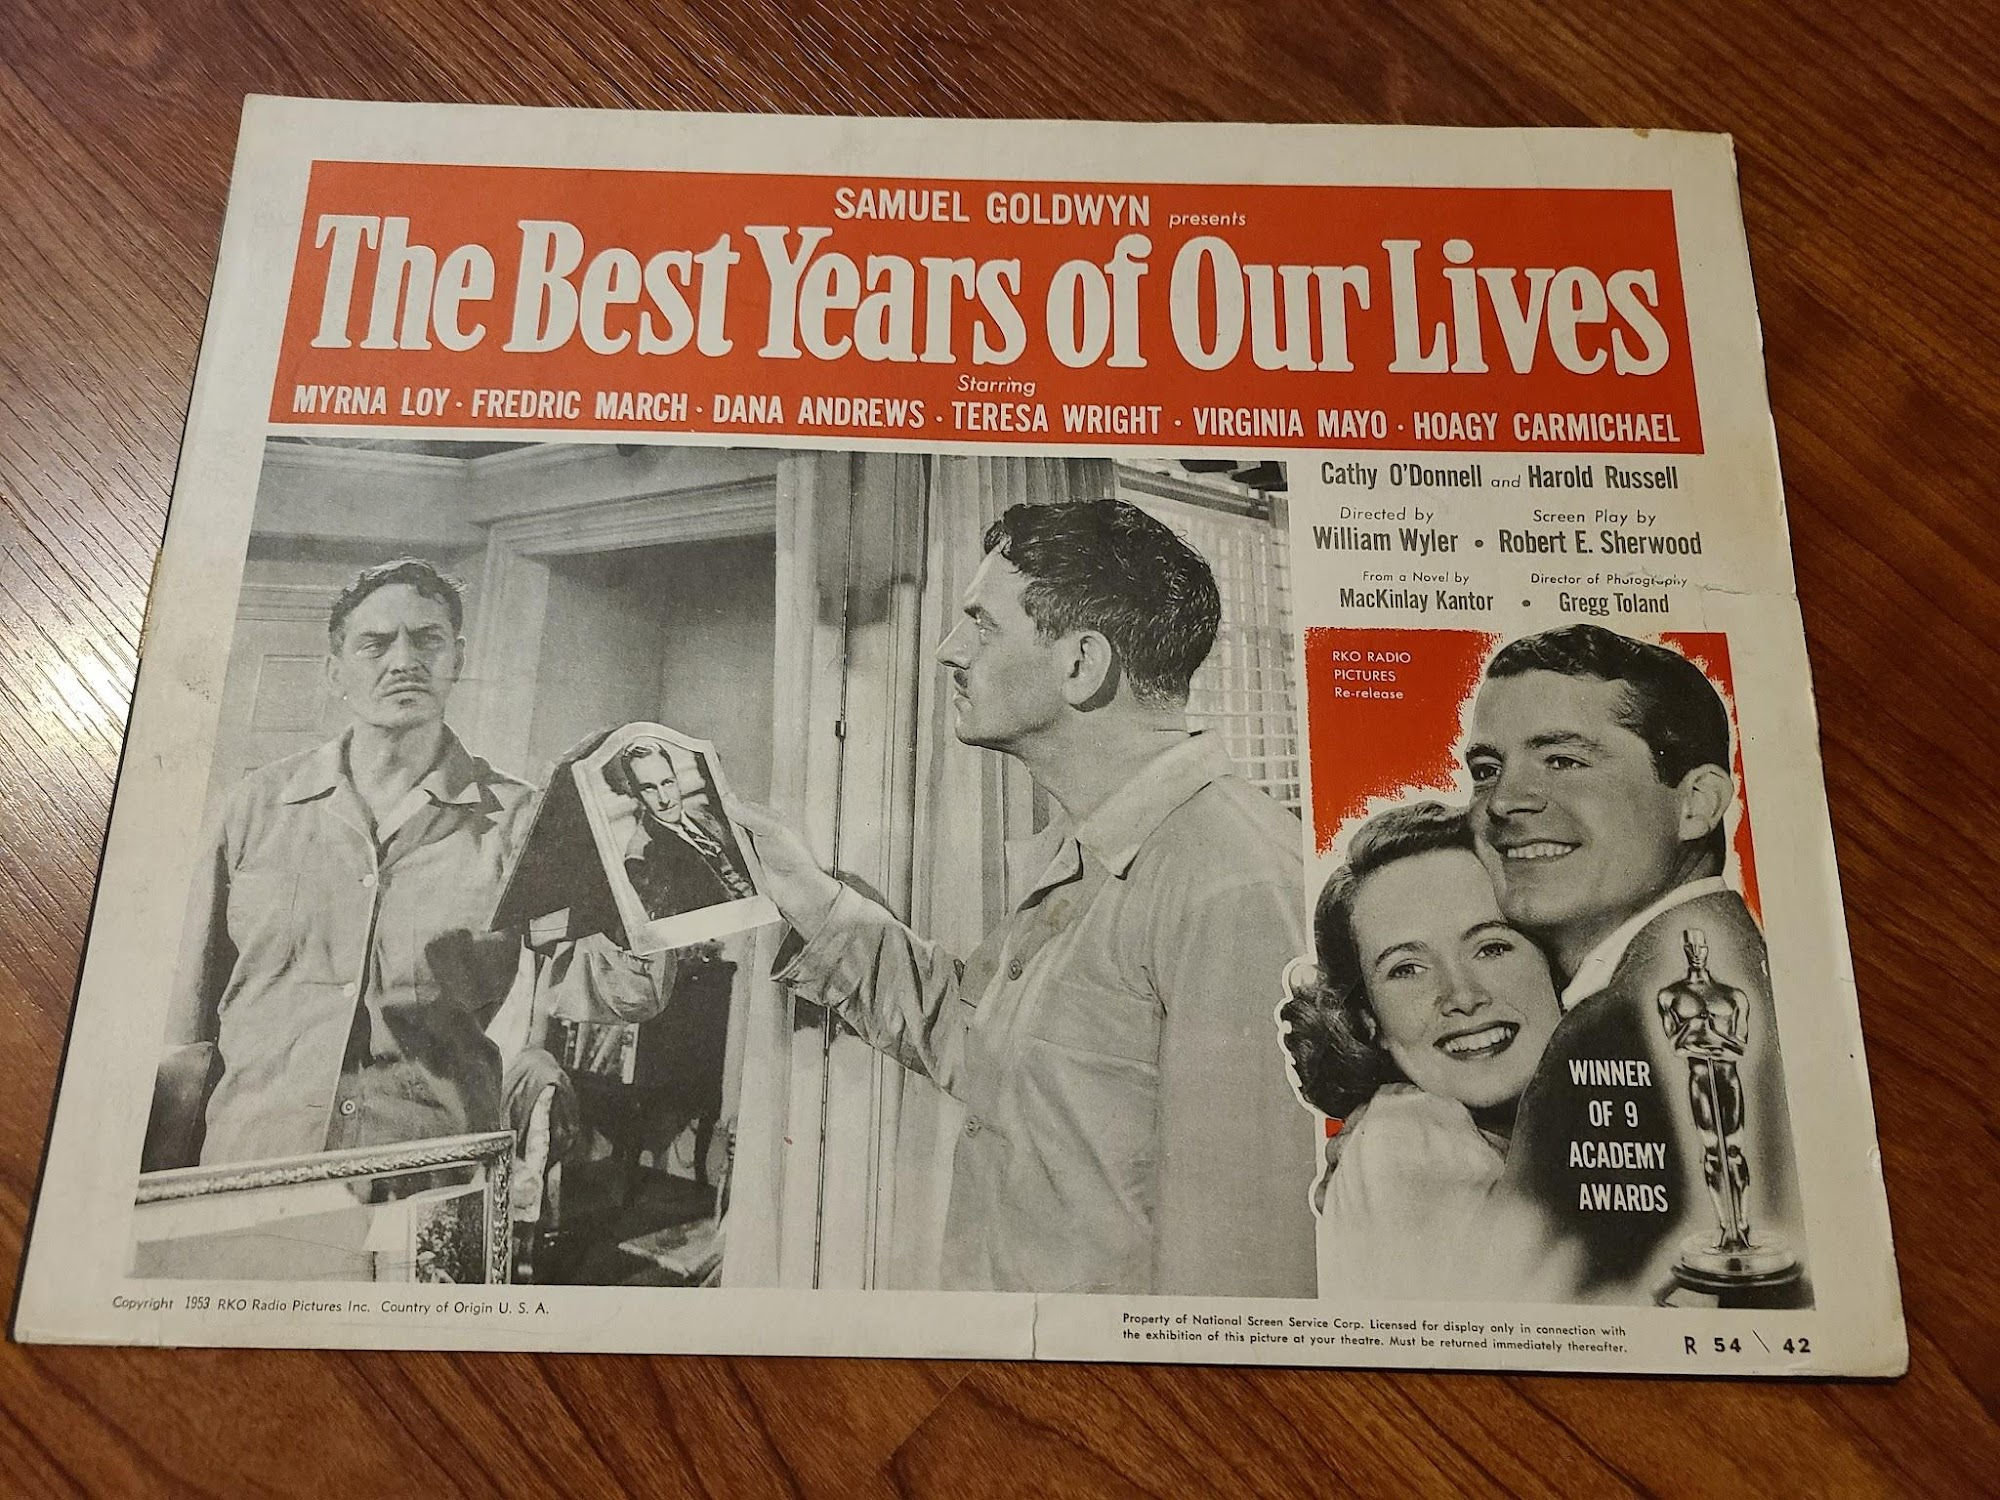 SAMUEL GOLDWYN presents
The Best Years of Our Lives
Starring
MYRNA LOY · FREDRIC MARCH · DANA ANDREWS · TERESA WRIGHT · VIRGINIA MAYO · HOAGY CARMICHAEL
Cathy O'Donnell and Harold Russell
Directed by
William Wyler •
Screen Play by
Robert E. Sherwood
From a Novel by
MacKinlay Kantor •
Director of Photography
Gregg Toland
RKO RADIO
PICTURES
Re-release
WINNER
OF 9
ACADEMY
AWARDS
Copyright 1953 RKO Radio Pictures Inc. Country of Origin U. S. A.
Property of National Screen Service Corp. Licensed for display only in connection with
the exhibition of this picture at your theatre. Must be returned immediately thereafter.
R 54 \ 42